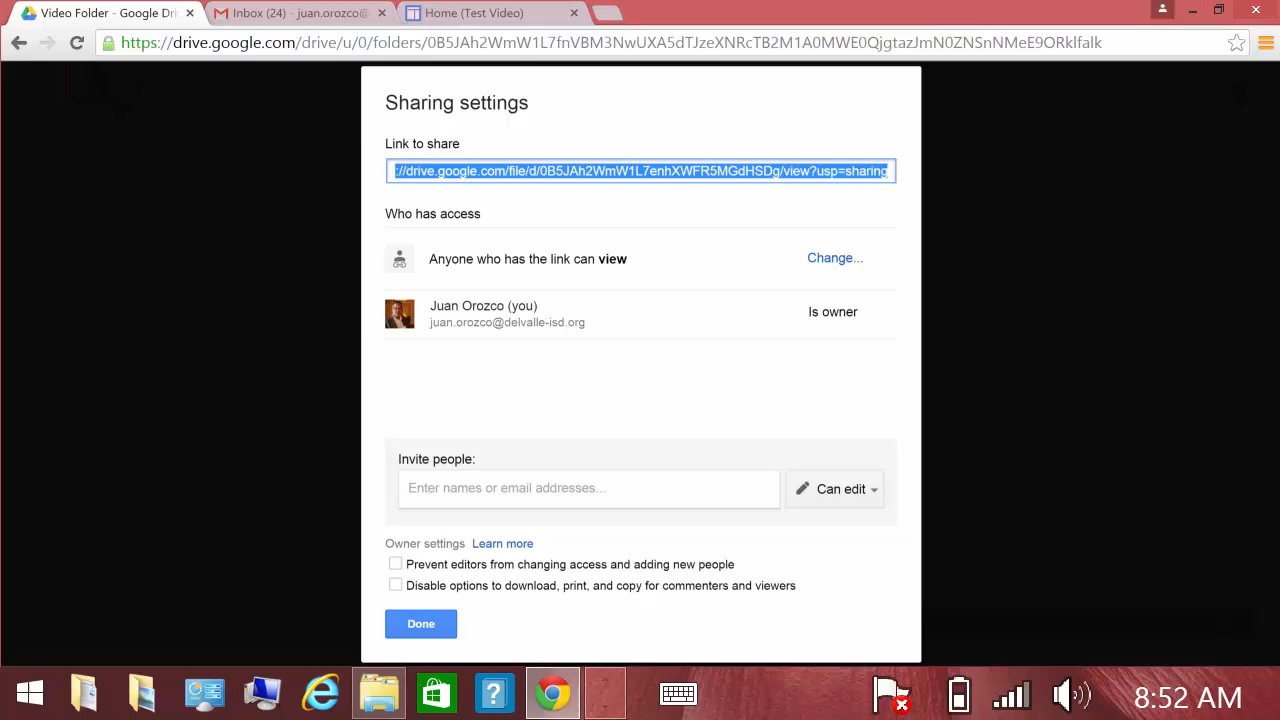 Video Folder - Google Dri
Inbox (24) - juan.orozco@
Home (Test Video)
https://drive.google.com/drive/u/0/folders/0B5JAh2WmW1L7fnVBM3NwUXA5dTJzeXNRcTB2M1A0MWE0QjgtazJmN0ZNSnNMeE9ORklfalk
Sharing settings
Link to share
://drive.google.com/file/d/0B5JAh2WmW1L7enhXWFR5MGdHSDg/view?usp=sharing
Who has access
Anyone who has the link can view
Change...
Juan Orozco (you)
juan.orozco@delvalle-isd.org
Is owner
Invite people:
Enter names or email addresses...
Can edit
Owner settings Learn more
Prevent editors from changing access and adding new people
Disable options to download, print, and copy for commenters and viewers
Done
8:52 AM